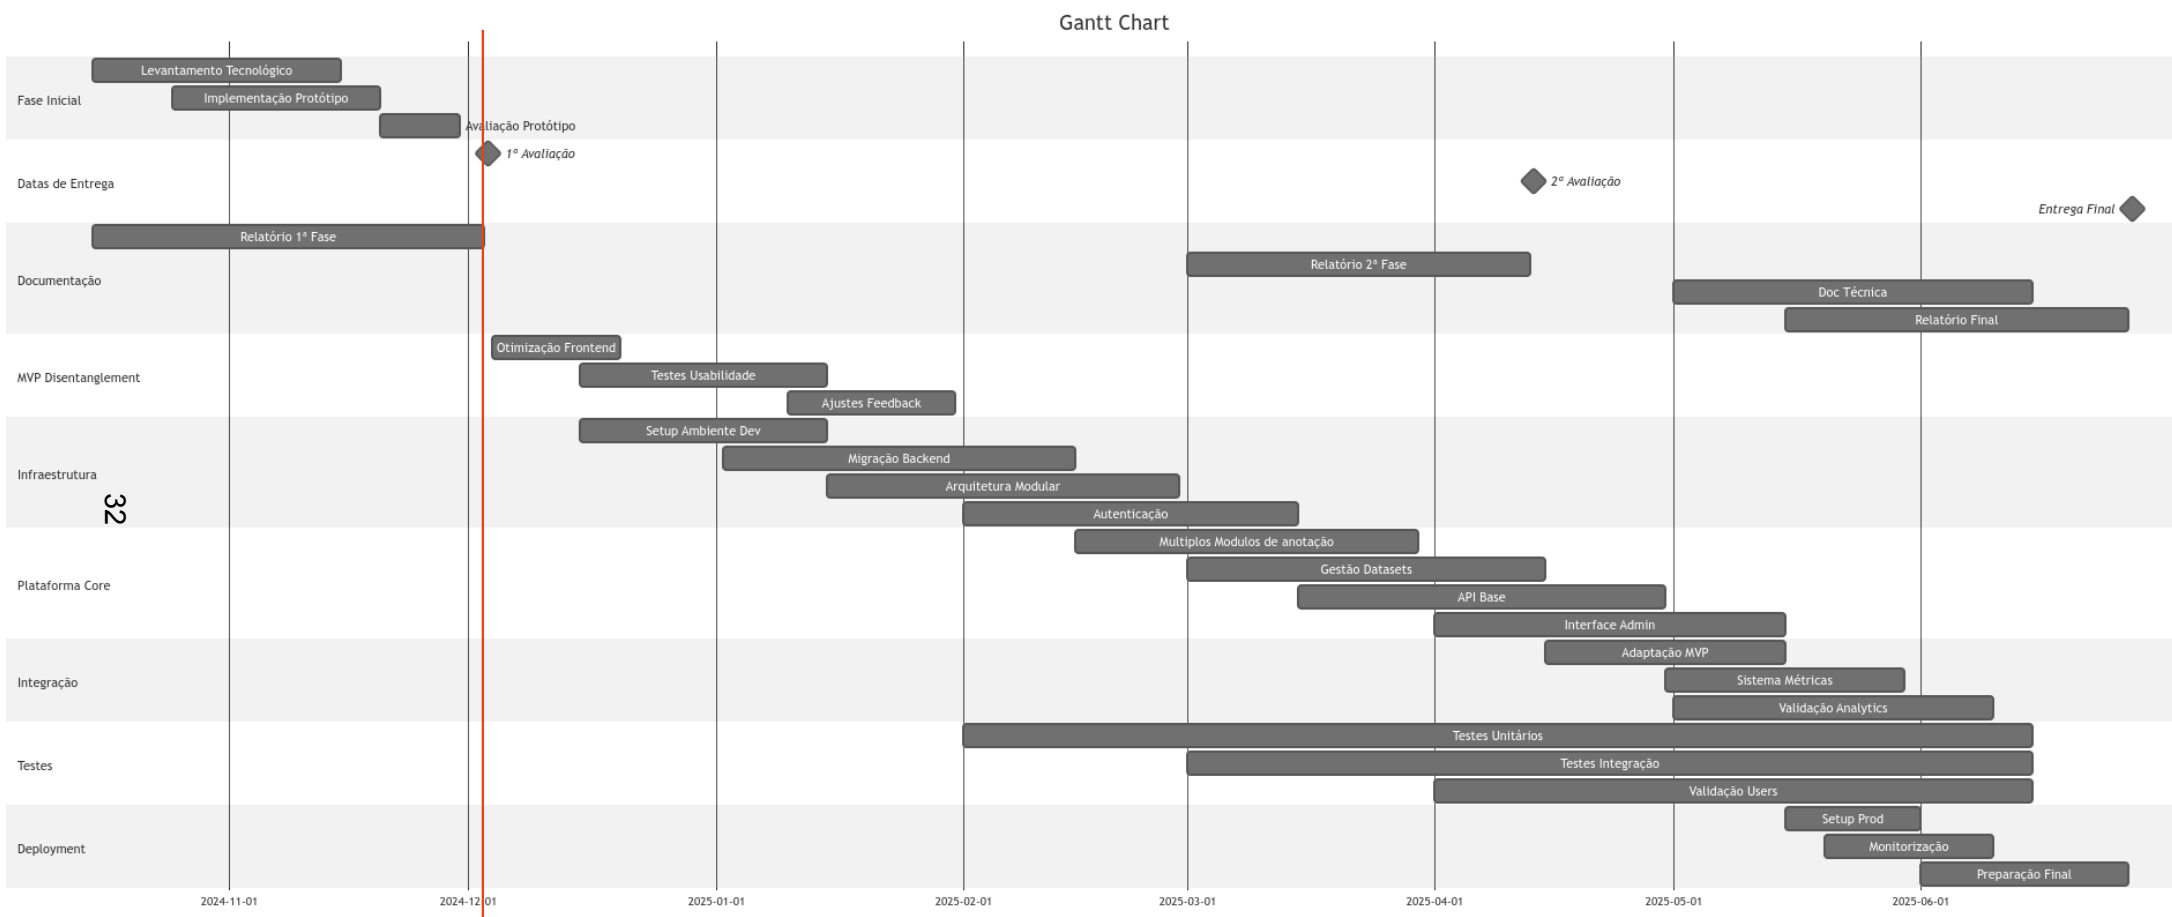 Gantt Chart
Fase Inicial
Levantamento Tecnológico
Implementação Protótipo
Avaliação Protótipo
Datas de Entrega
1ª Avaliação
2ª Avaliação
Entrega Final
Documentação
Relatório 1ª Fase
Relatório 2ª Fase
Doc Técnica
Relatório Final
MVP Disentanglement
Otimização Frontend
Testes Usabilidade
Ajustes Feedback
Infraestrutura
Setup Ambiente Dev
Migração Backend
Arquitetura Modular
Autenticação
32
Plataforma Core
Multiplos Modulos de anotação
Gestão Datasets
API Base
Interface Admin
Integração
Adaptação MVP
Sistema Métricas
Validação Analytics
Testes
Testes Unitários
Testes Integração
Validação Users
Deployment
Setup Prod
Monitorização
Preparação Final
2024-11-01 2024-12-01 2025-01-01 2025-02-01 2025-03-01 2025-04-01 2025-05-01 2025-06-01